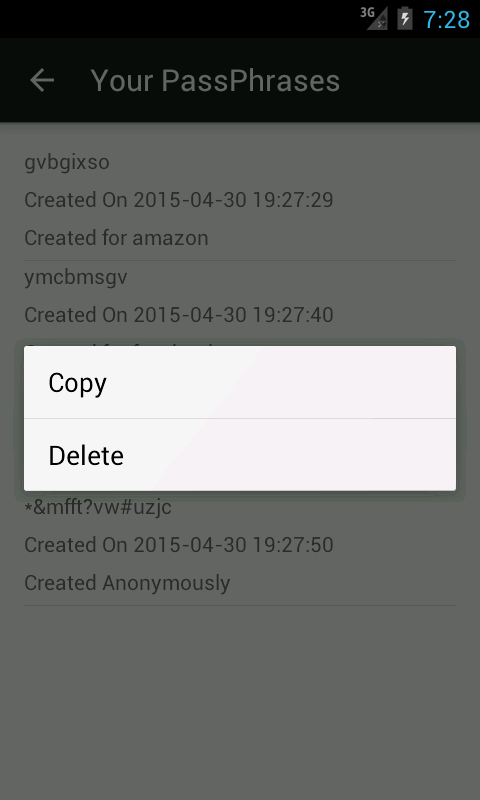 3G
7:28
Your PassPhrases
gvbgixso
Created On 2015-04-30 19:27:29
Created for amazon
ymcbmsgv
Created On 2015-04-30 19:27:40
Copy
Delete
*&mfft?vw#uzjc
Created On 2015-04-30 19:27:50
Created Anonymously